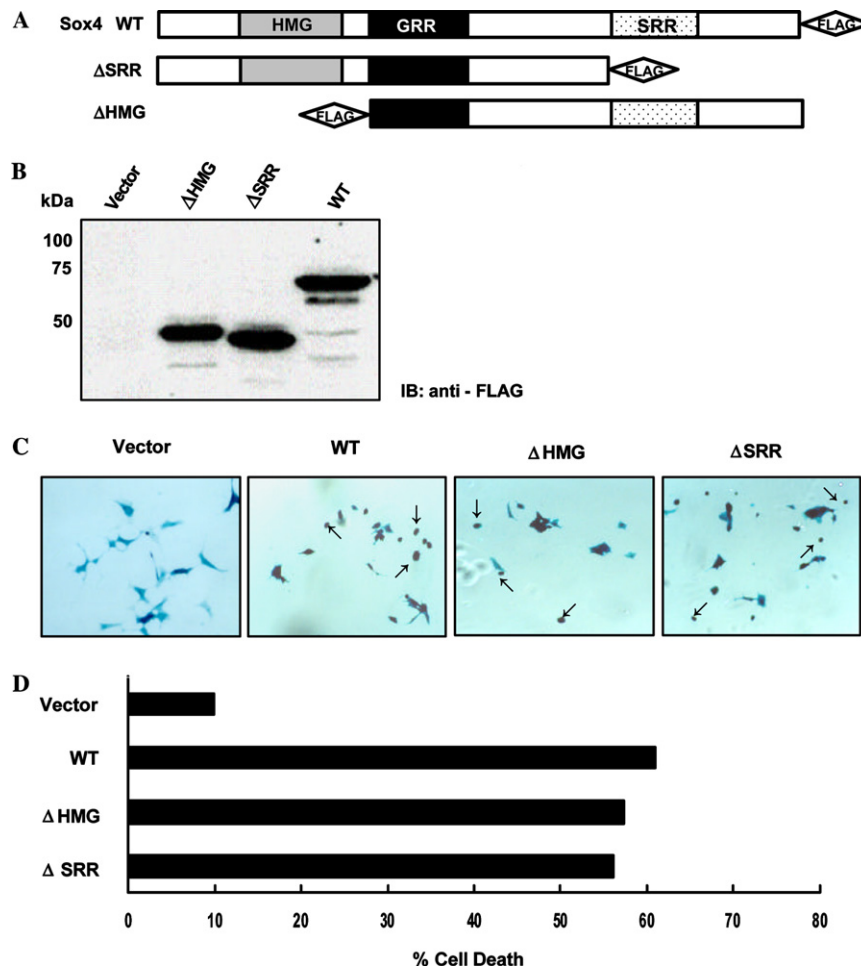 A
Sox4 WT HMG GRR SRR FLAG
ΔSRR FLAG
ΔHMG FLAG
B
kDa Vector ΔHMG ΔSRR WT
100
75
50
IB: anti - FLAG
C Vector WT ΔHMG ΔSRR
D
Vector
WT
Δ HMG
Δ SRR
0 10 20 30 40 50 60 70 80
% Cell Death